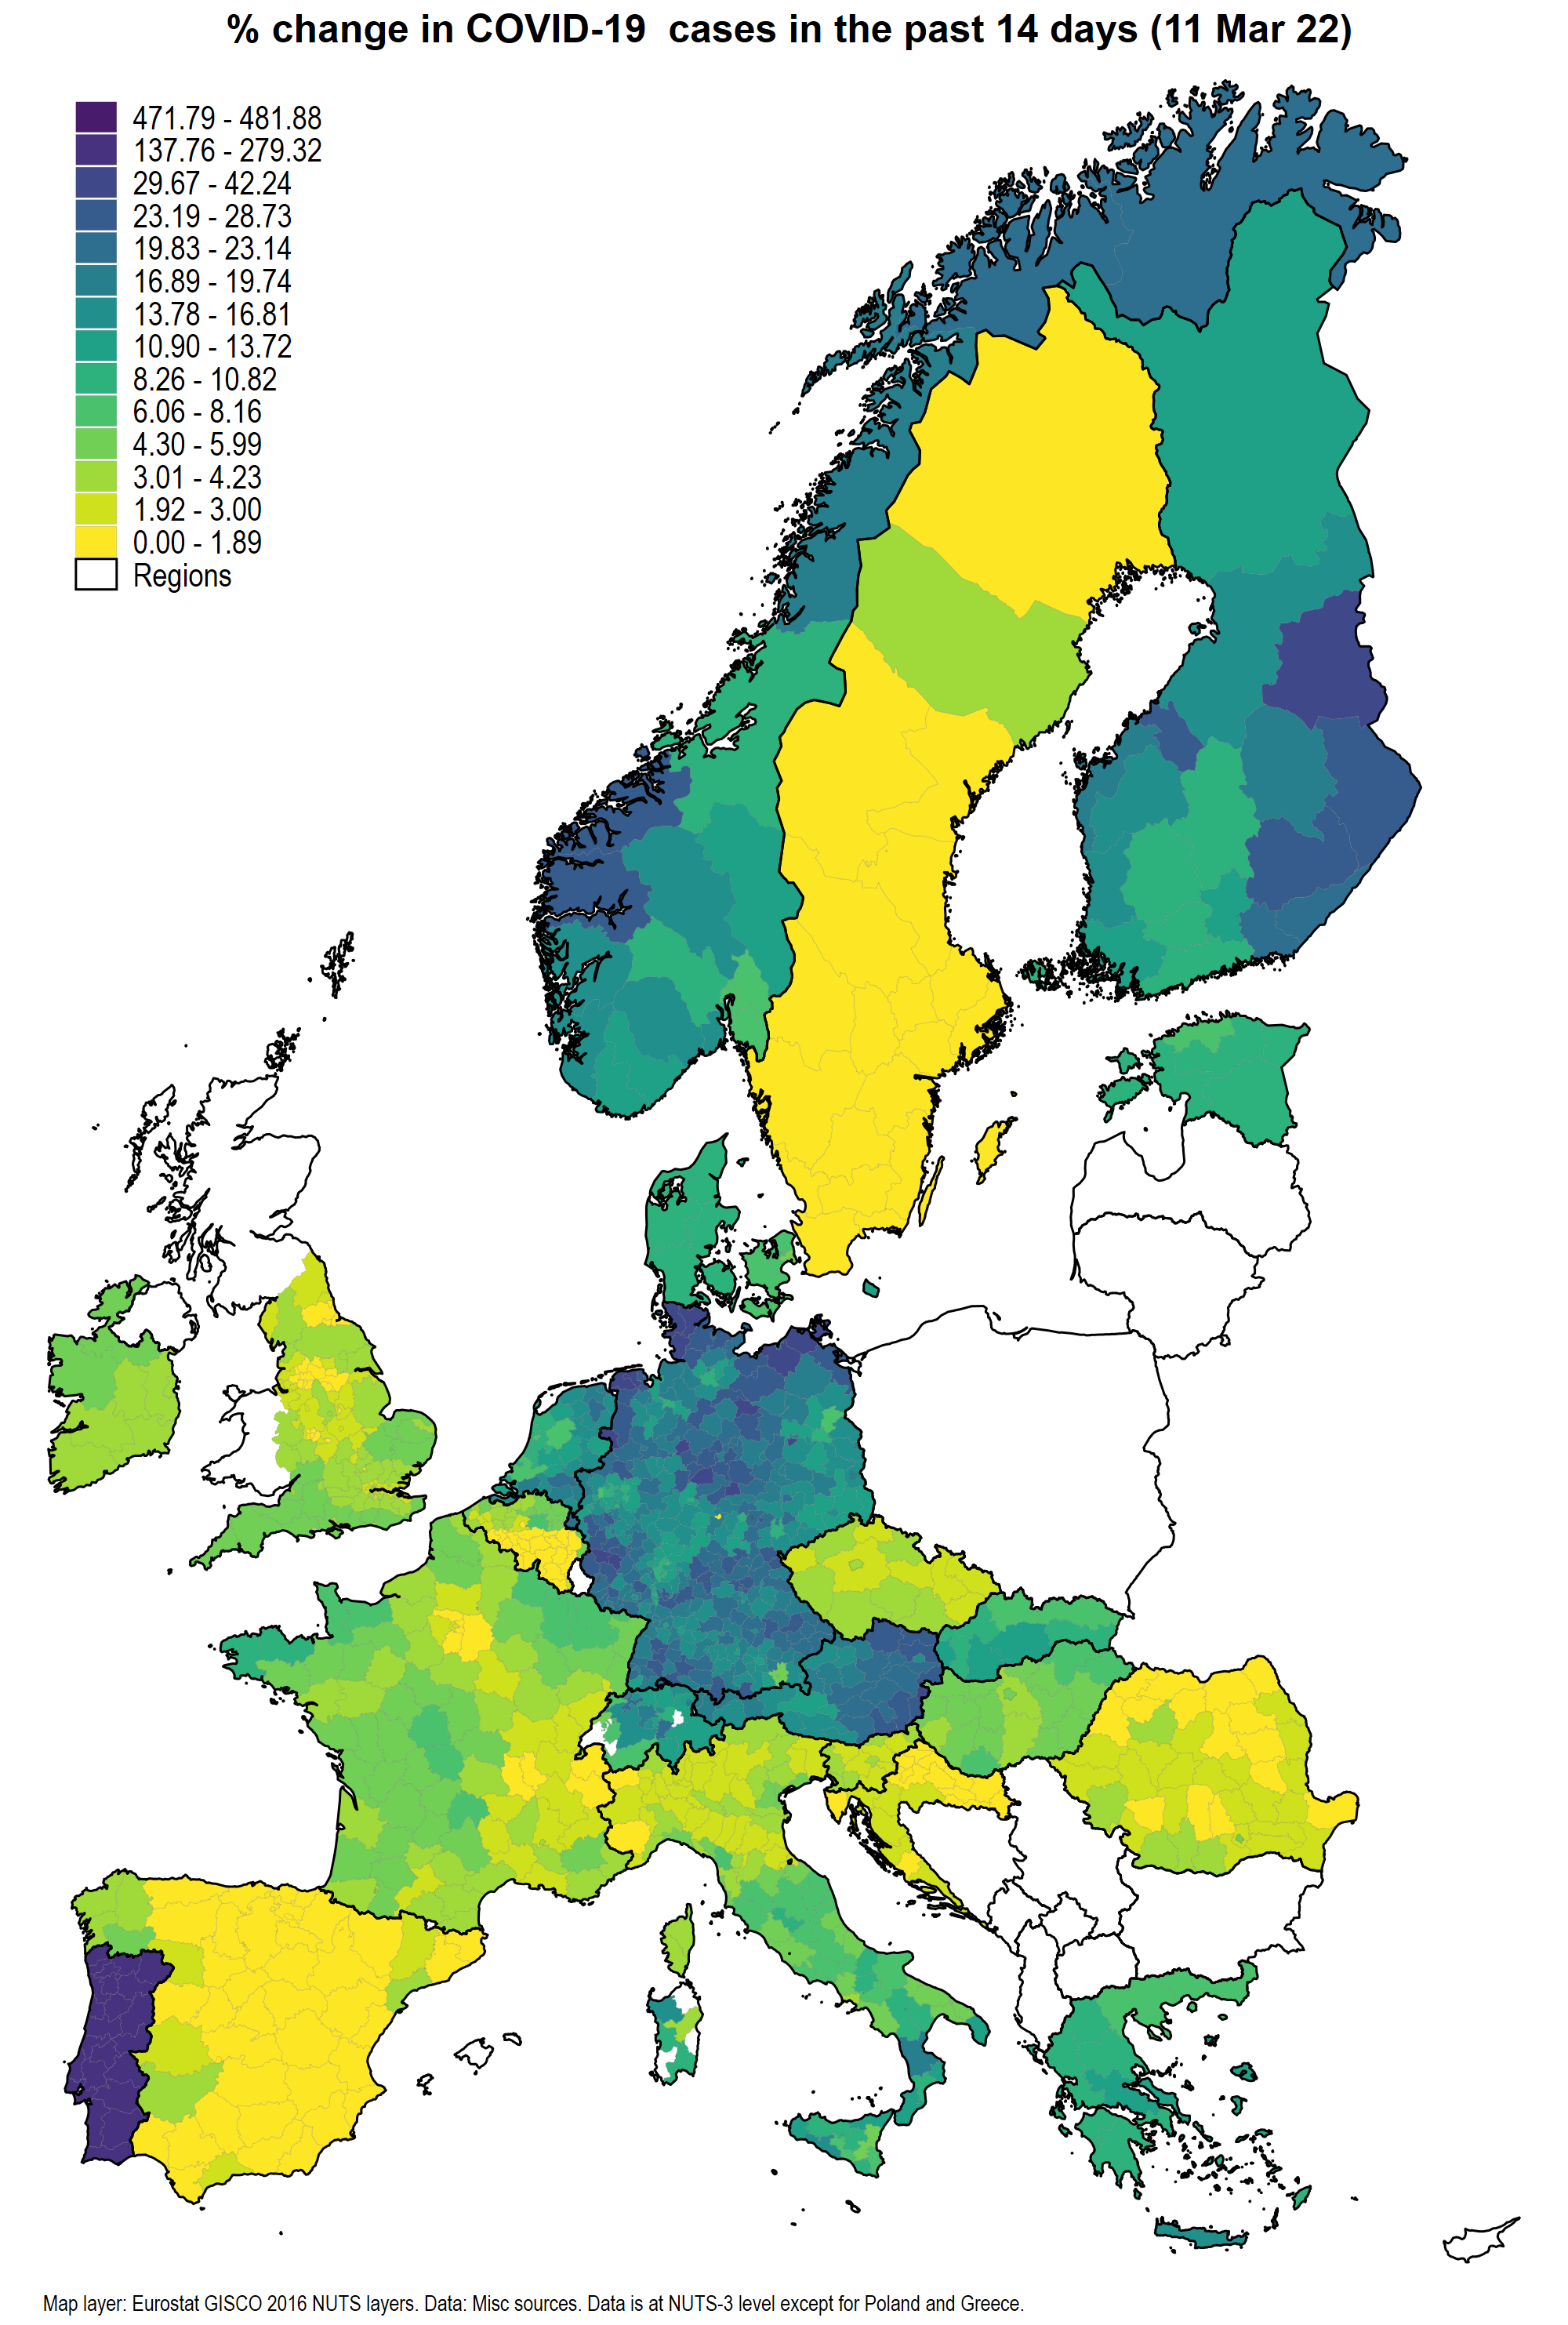 % change in COVID-19  cases in the past 14 days (11 Mar 22)
471.79 - 481.88
137.76 - 279.32
29.67 - 42.24
23.19 - 28.73
19.83 - 23.14
16.89 - 19.74
13.78 - 16.81
10.90 - 13.72
8.26 - 10.82
6.06 - 8.16
4.30 - 5.99
3.01 - 4.23
1.92 - 3.00
0.00 - 1.89
Regions
Map layer: Eurostat GISCO 2016 NUTS layers. Data: Misc sources. Data is at NUTS-3 level except for Poland and Greece.